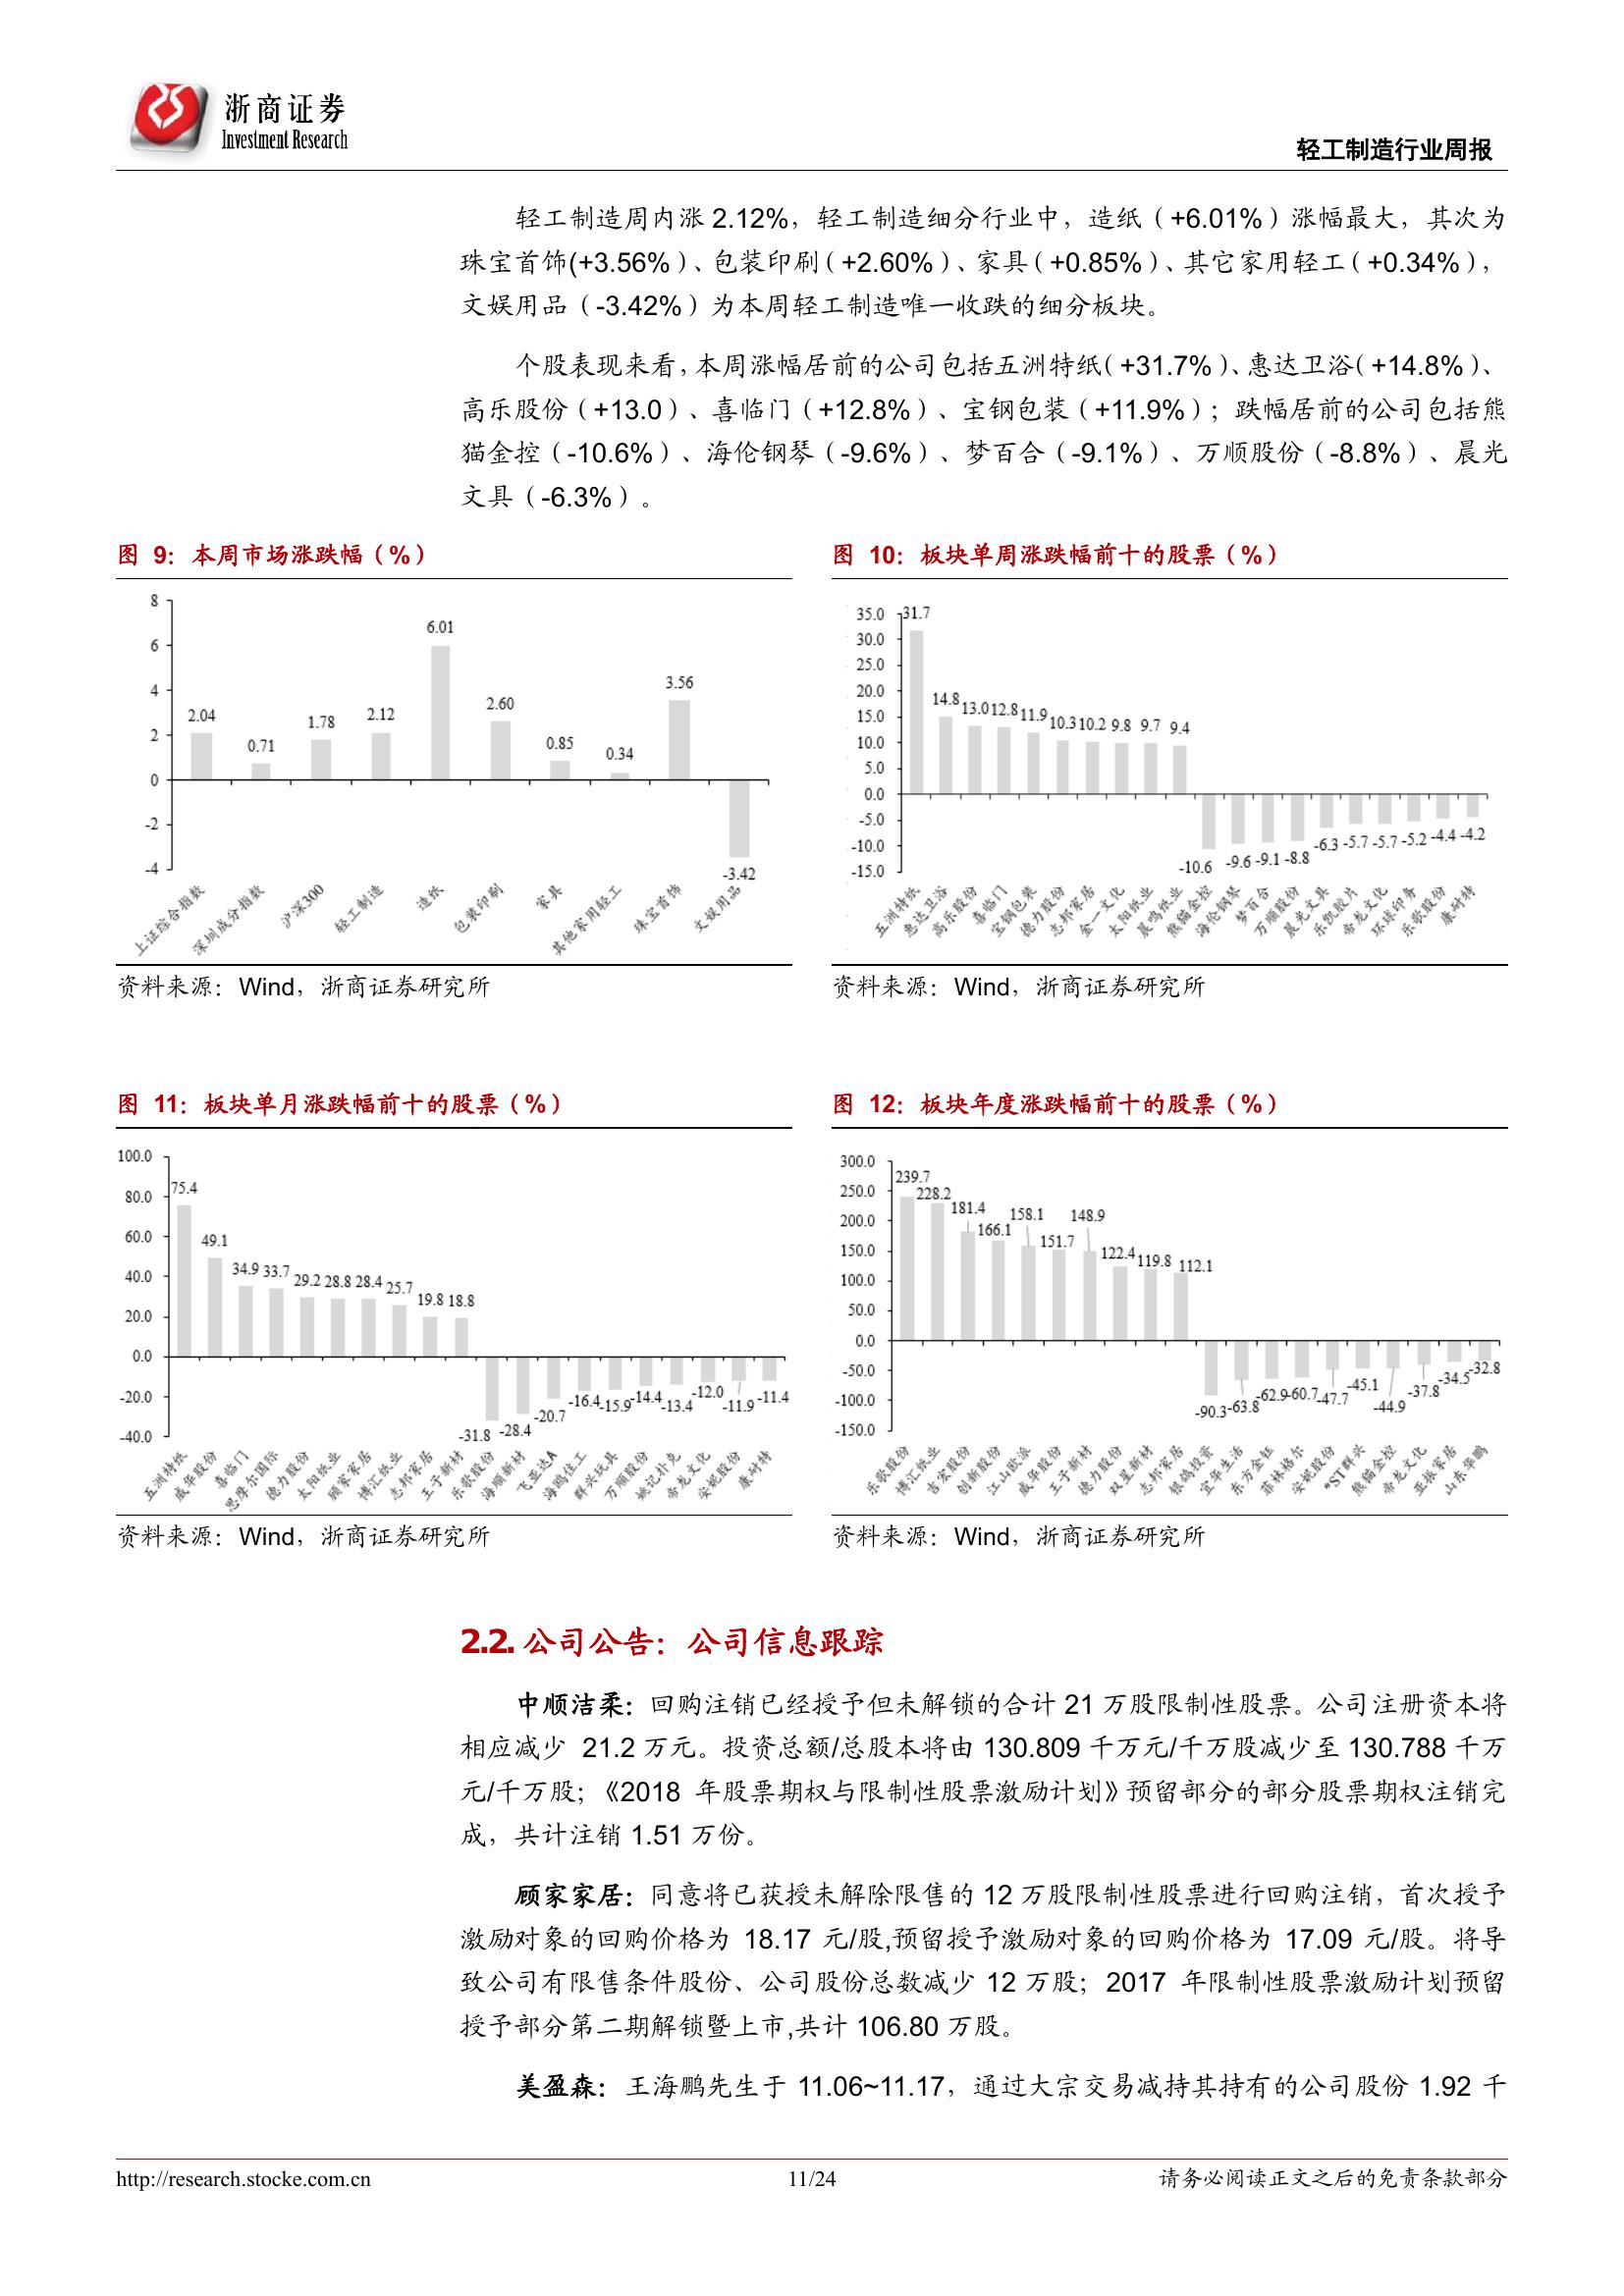 浙商证券
Investment Research
轻工制造行业周报
轻工制造周内涨 2.12%，轻工制造细分行业中，造纸（+6.01%）涨幅最大，其次为
珠宝首饰(+3.56%）、包装印刷（+2.60%）、家具（+0.85%）、其它家用轻工（+0.34%），
文娱用品（-3.42%）为本周轻工制造唯一收跌的细分板块。
个股表现来看，本周涨幅居前的公司包括五洲特纸（+31.7%）、惠达卫浴（+14.8%）、
高乐股份（+13.0）、喜临门（+12.8%）、宝钢包装（+11.9%）；跌幅居前的公司包括熊
猫金控（-10.6%）、海伦钢琴（-9.6%）、梦百合（-9.1%）、万顺股份（-8.8%）、晨光
文具（-6.3%）。
图 9：本周市场涨跌幅（%）
8
6
4
2
0
-2
-4
2.04
0.71
1.78
2.12
6.01
2.60
0.85
0.34
3.56
-3.42
上证综合指数
深圳成分指数
沪深300
轻工制造
造纸
包装印刷
家具
其他家用轻工
珠宝首饰
文娱用品
资料来源：Wind，浙商证券研究所
图 10：板块单周涨跌幅前十的股票（%）
35.0
30.0
25.0
20.0
15.0
10.0
5.0
0.0
-5.0
-10.0
-15.0
31.7
14.8
13.0
12.8
11.9
10.3
10.2
9.8
9.7
9.4
-10.6
-9.6
-9.1
-8.8
-6.3
-5.7
-5.7
-5.2
-4.4
-4.2
五洲特纸
惠达卫浴
高乐股份
喜临门
宝钢包装
德力股份
志邦家居
金一文化
太阳纸业
晨鸣纸业
熊猫金控
海伦钢琴
梦百合
万顺股份
晨光文具
乐凯胶片
帝龙文化
环球印务
乐歌股份
康耐特
资料来源：Wind，浙商证券研究所
图 11：板块单月涨跌幅前十的股票（%）
100.0
80.0
60.0
40.0
20.0
0.0
-20.0
-40.0
75.4
49.1
34.9
33.7
29.2
28.8
28.4
25.7
19.8
18.8
-31.8
-28.4
-20.7
-16.4
-15.9
-14.4
-13.4
-12.0
-11.9
-11.4
五洲特纸
威华股份
喜临门
思摩尔国际
德力股份
太阳纸业
顾家家居
博汇纸业
志邦家居
王子新材
乐歌股份
海顺新材
飞亚达A
海鸥住工
群兴玩具
万顺股份
姚记扑克
帝龙文化
安妮股份
康耐特
资料来源：Wind，浙商证券研究所
图 12：板块年度涨跌幅前十的股票（%）
300.0
250.0
200.0
150.0
100.0
50.0
0.0
-50.0
-100.0
-150.0
239.7
228.2
181.4
166.1
158.1
151.7
148.9
122.4
119.8
112.1
-90.3
-63.8
-62.9
-60.7
-47.7
-45.1
-44.9
-37.8
-34.5
-32.8
乐歌股份
博汇纸业
吉宏股份
创新股份
江山欧派
威华股份
王子新材
德力股份
双星新材
志邦家居
银鸽投资
宜华生活
东方金钰
菲林格尔
安妮股份
*ST群兴
熊猫金控
帝龙文化
亚振家居
山东华鹏
资料来源：Wind，浙商证券研究所
2.2. 公司公告：公司信息跟踪
中顺洁柔：回购注销已经授予但未解锁的合计 21 万股限制性股票。公司注册资本将
相应减少 21.2 万元。投资总额/总股本将由 130.809 千万元/千万股减少至 130.788 千万
元/千万股；《2018 年股票期权与限制性股票激励计划》预留部分的部分股票期权注销完
成，共计注销 1.51 万份。
顾家家居：同意将已获授未解除限售的 12 万股限制性股票进行回购注销，首次授予
激励对象的回购价格为 18.17 元/股,预留授予激励对象的回购价格为 17.09 元/股。将导
致公司有限售条件股份、公司股份总数减少 12 万股；2017 年限制性股票激励计划预留
授予部分第二期解锁暨上市,共计 106.80 万股。
美盈森：王海鹏先生于 11.06~11.17，通过大宗交易减持其持有的公司股份 1.92 千
http://research.stocke.com.cn
11/24
请务必阅读正文之后的免责条款部分